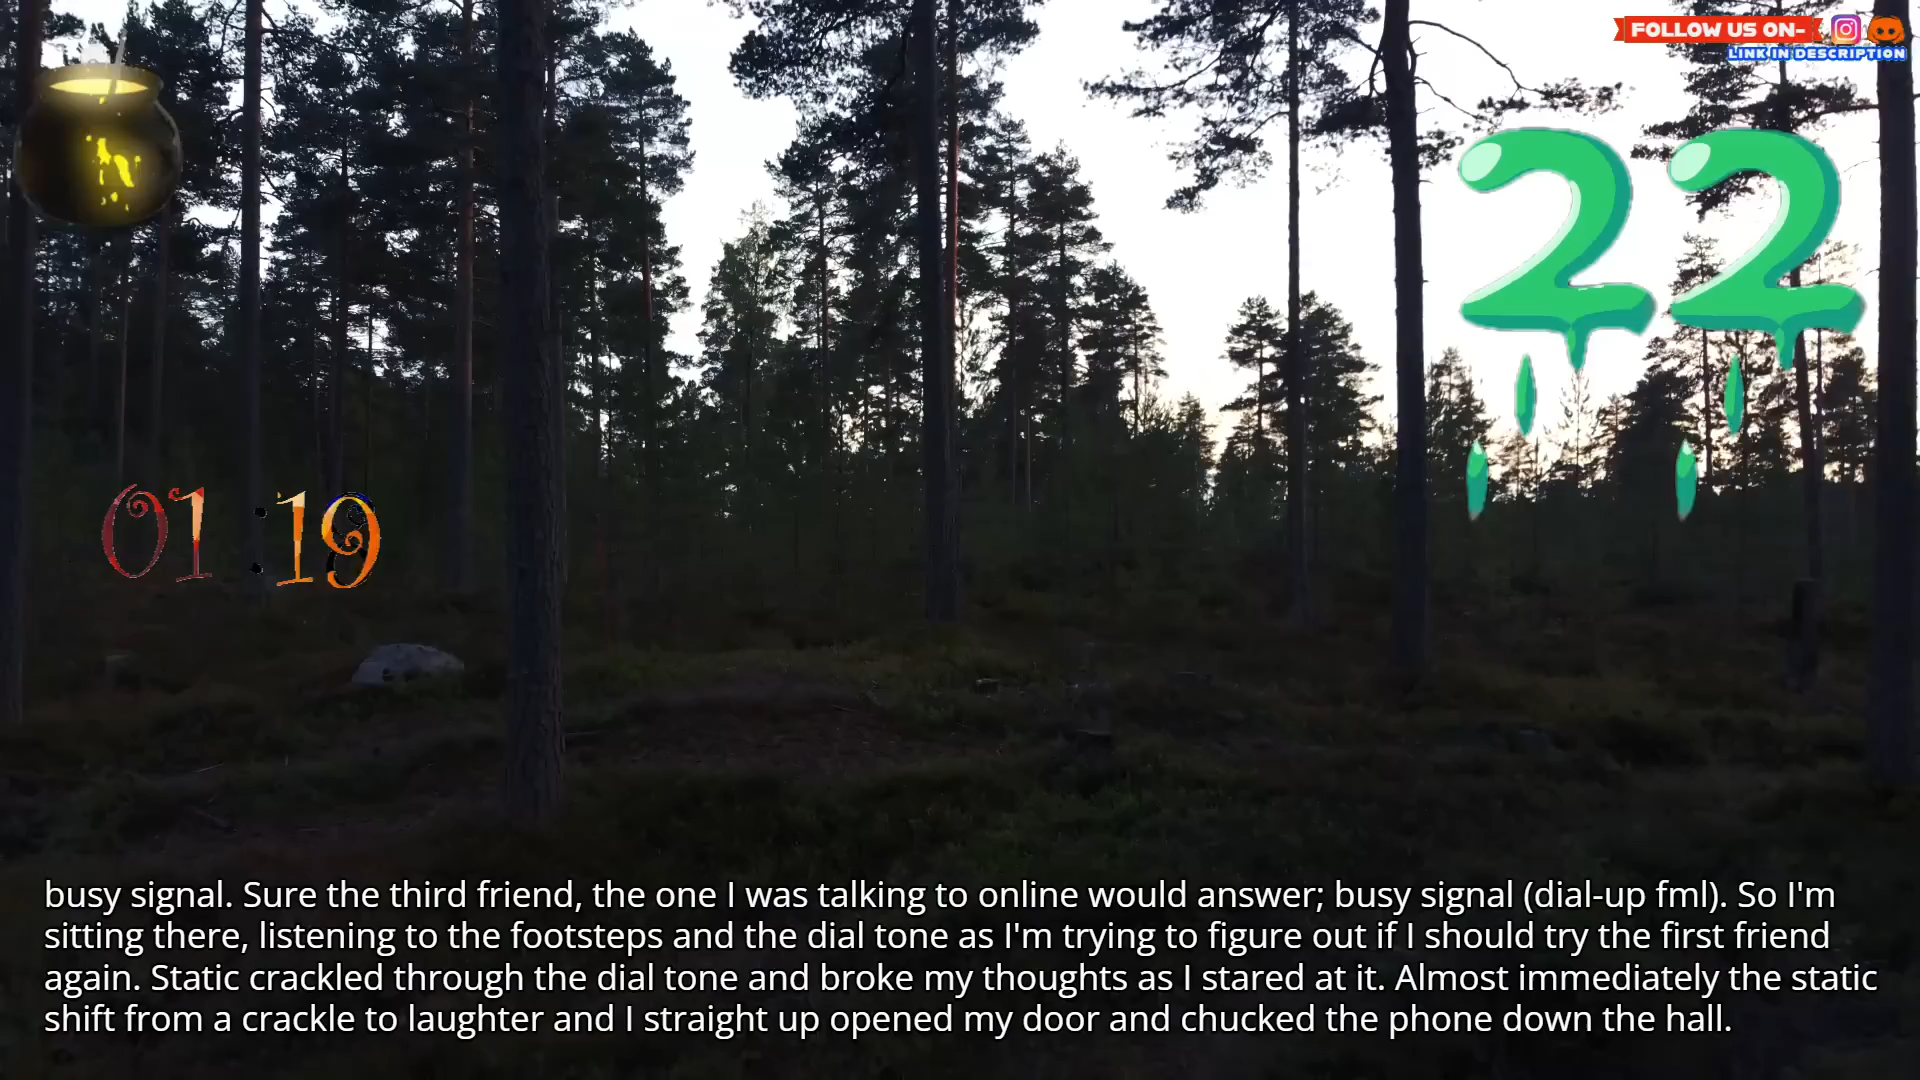 FOLLOW US ON-
LINK IN DESCRIPTION
22
01:19
busy signal. Sure the third friend, the one I was talking to online would answer; busy signal (dial-up fml). So I'm
sitting there, listening to the footsteps and the dial tone as I'm trying to figure out if I should try the first friend
again. Static crackled through the dial tone and broke my thoughts as I stared at it. Almost immediately the static
shift from a crackle to laughter and I straight up opened my door and chucked the phone down the hall.